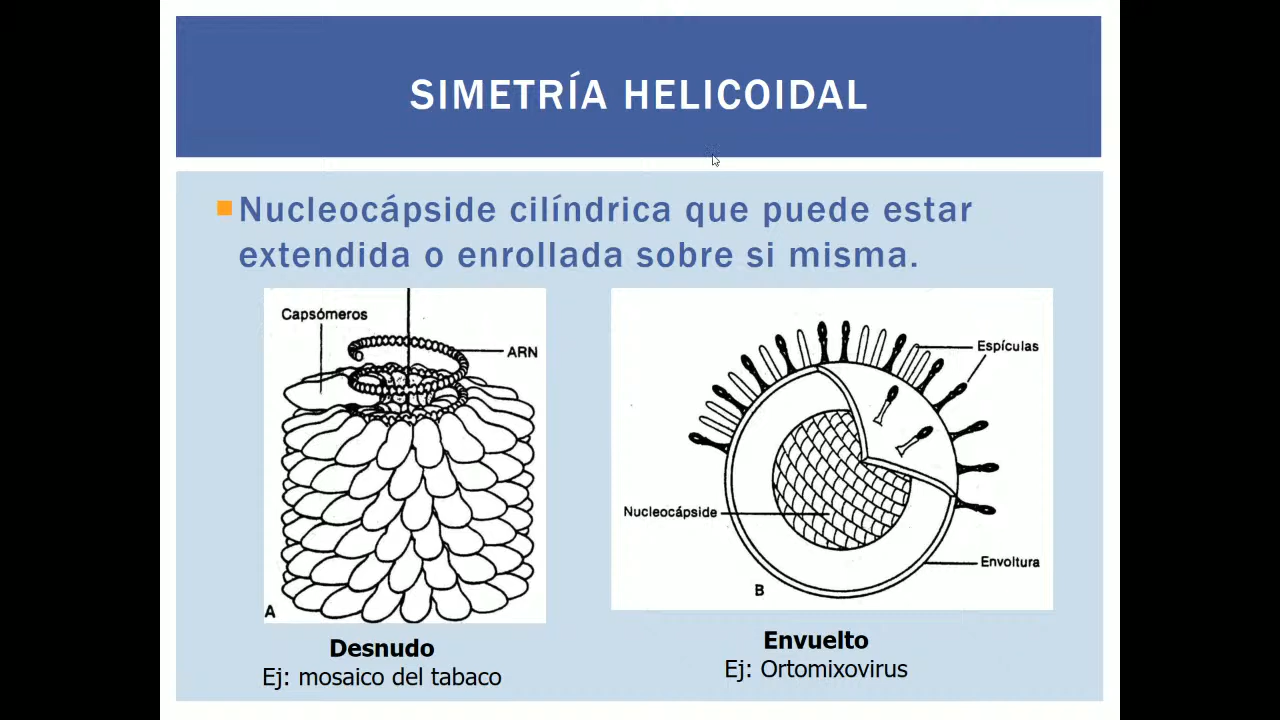 SIMETRÍA HELICOIDAL
Nucleocápside cilíndrica que puede estar
extendida o enrollada sobre si misma.
Capsómeros
ARN
A
Desnudo
Ej: mosaico del tabaco
Espículas
Nucleocápside
Envoltura
B
Envuelto
Ej: Ortomixovirus